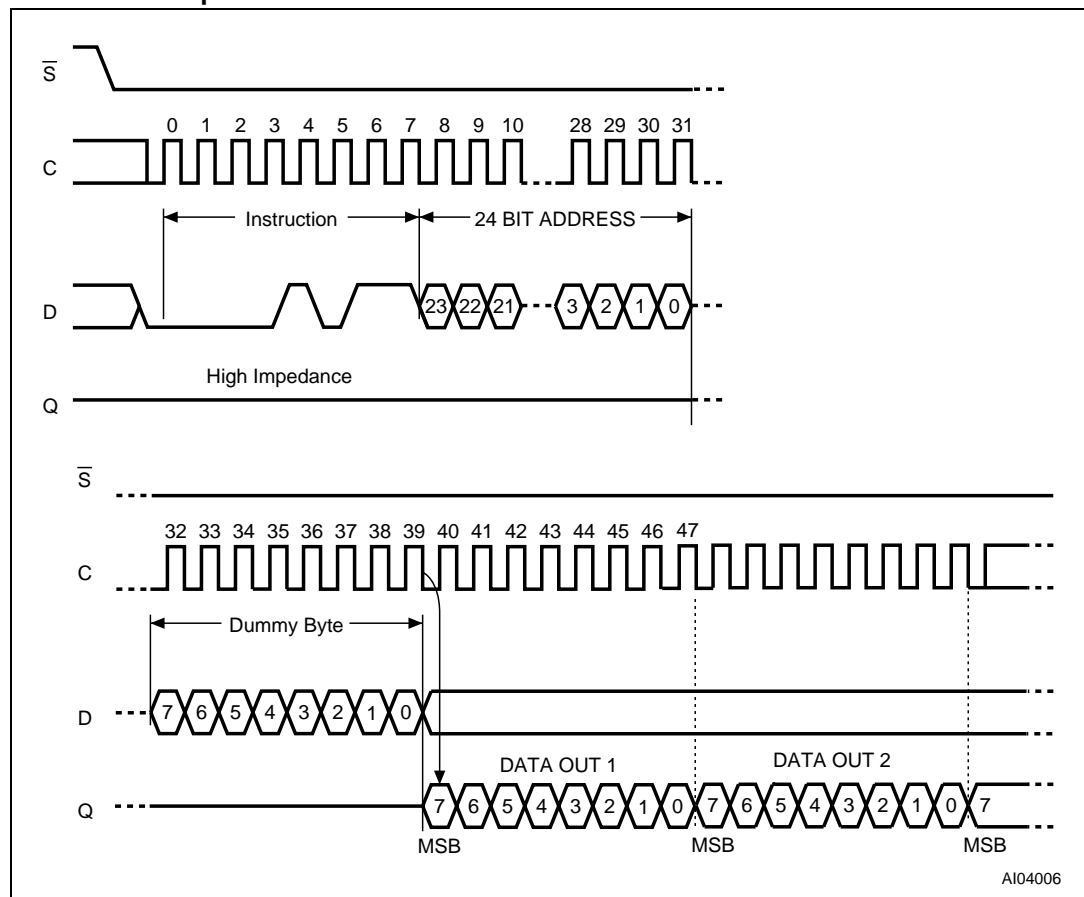 S
0 1 2 3 4 5 6 7 8 9 10 28 29 30 31
C
Instruction 24 BIT ADDRESS
D 23 22 21 3 2 1 0
High Impedance
Q
S
32 33 34 35 36 37 38 39 40 41 42 43 44 45 46 47
C
Dummy Byte
D 7 6 5 4 3 2 1 0
DATA OUT 1 DATA OUT 2
Q 7 6 5 4 3 2 1 0 7 6 5 4 3 2 1 0 7
MSB MSB MSB
AI04006